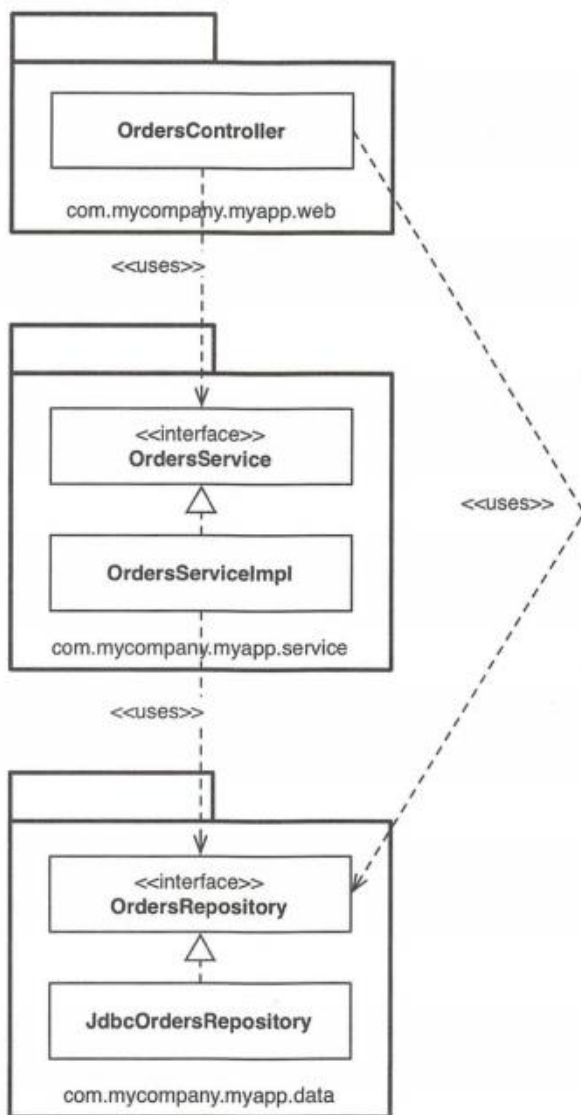 OrdersController
com.mycompany.myapp.web
<<uses>>
<<interface>>
OrdersService
<<uses>>
OrdersServiceImpl
com.mycompany.myapp.service
<<uses>>
<<interface>>
OrdersRepository
JdbcOrdersRepository
com.mycompany.myapp.data